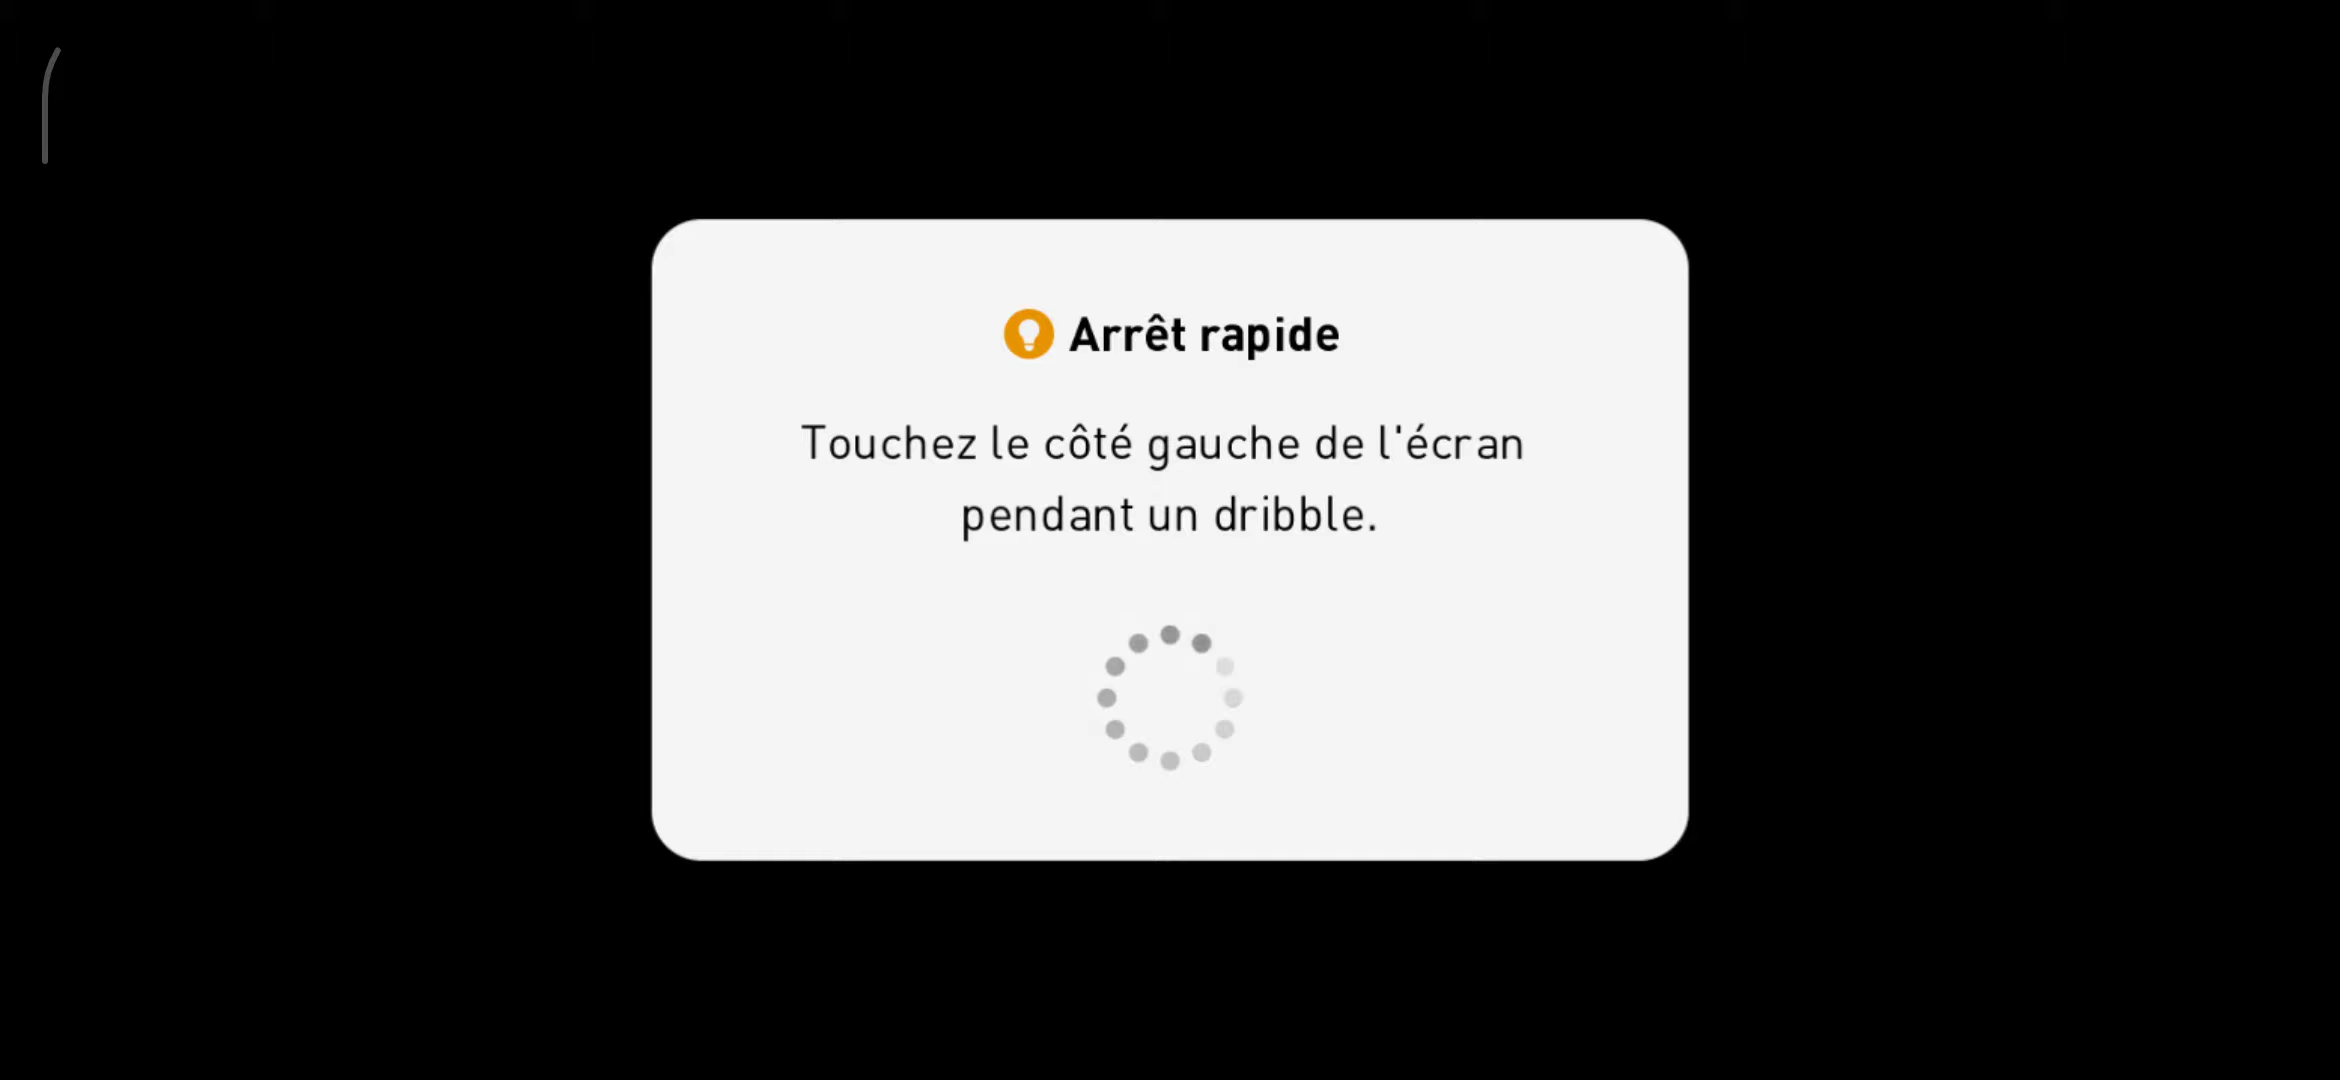 Arrêt rapide
Touchez le côté gauche de l'écran
pendant un dribble.